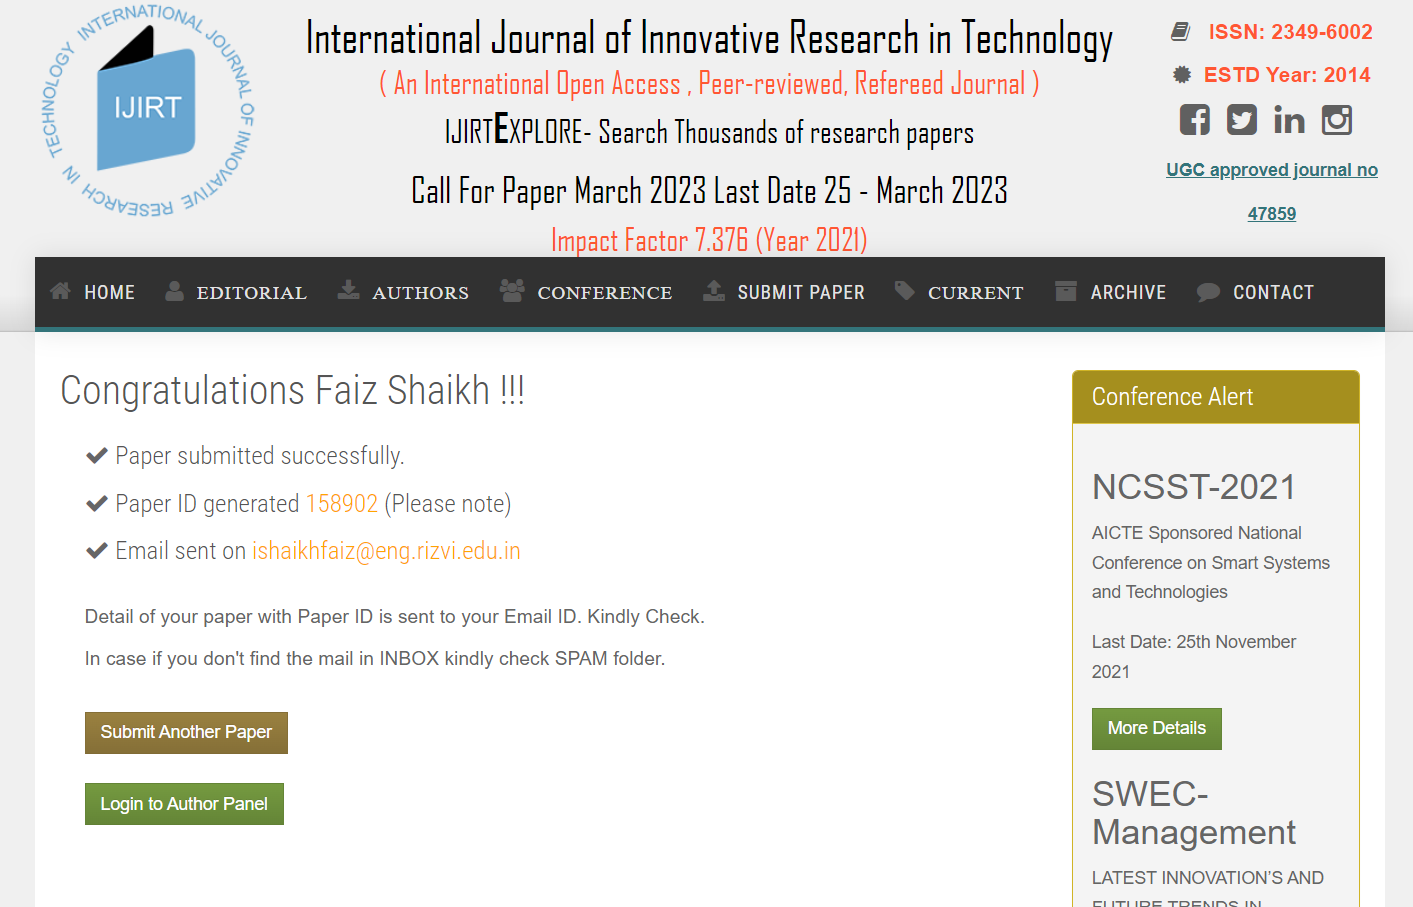 INTERNATIONAL JOURNAL OF INNOVATIVE RESEARCH IN TECHNOLOGY
IJIRT
International Journal of Innovative Research in Technology
( An International Open Access , Peer-reviewed, Refereed Journal )
IJIRTEXPLORE- Search Thousands of research papers
Call For Paper March 2023 Last Date 25 - March 2023
Impact Factor 7.376 (Year 2021)
ISSN: 2349-6002
ESTD Year: 2014
UGC approved journal no
47859
HOME EDITORIAL AUTHORS CONFERENCE SUBMIT PAPER CURRENT ARCHIVE CONTACT
Congratulations Faiz Shaikh !!!
Paper submitted successfully.
Paper ID generated 158902 (Please note)
Email sent on ishaikhfaiz@eng.rizvi.edu.in
Detail of your paper with Paper ID is sent to your Email ID. Kindly Check.
In case if you don't find the mail in INBOX kindly check SPAM folder.
Submit Another Paper
Login to Author Panel
Conference Alert
NCSST-2021
AICTE Sponsored National
Conference on Smart Systems
and Technologies
Last Date: 25th November
2021
More Details
SWEC-
Management
LATEST INNOVATION'S AND
FUTURE TRENDS IN